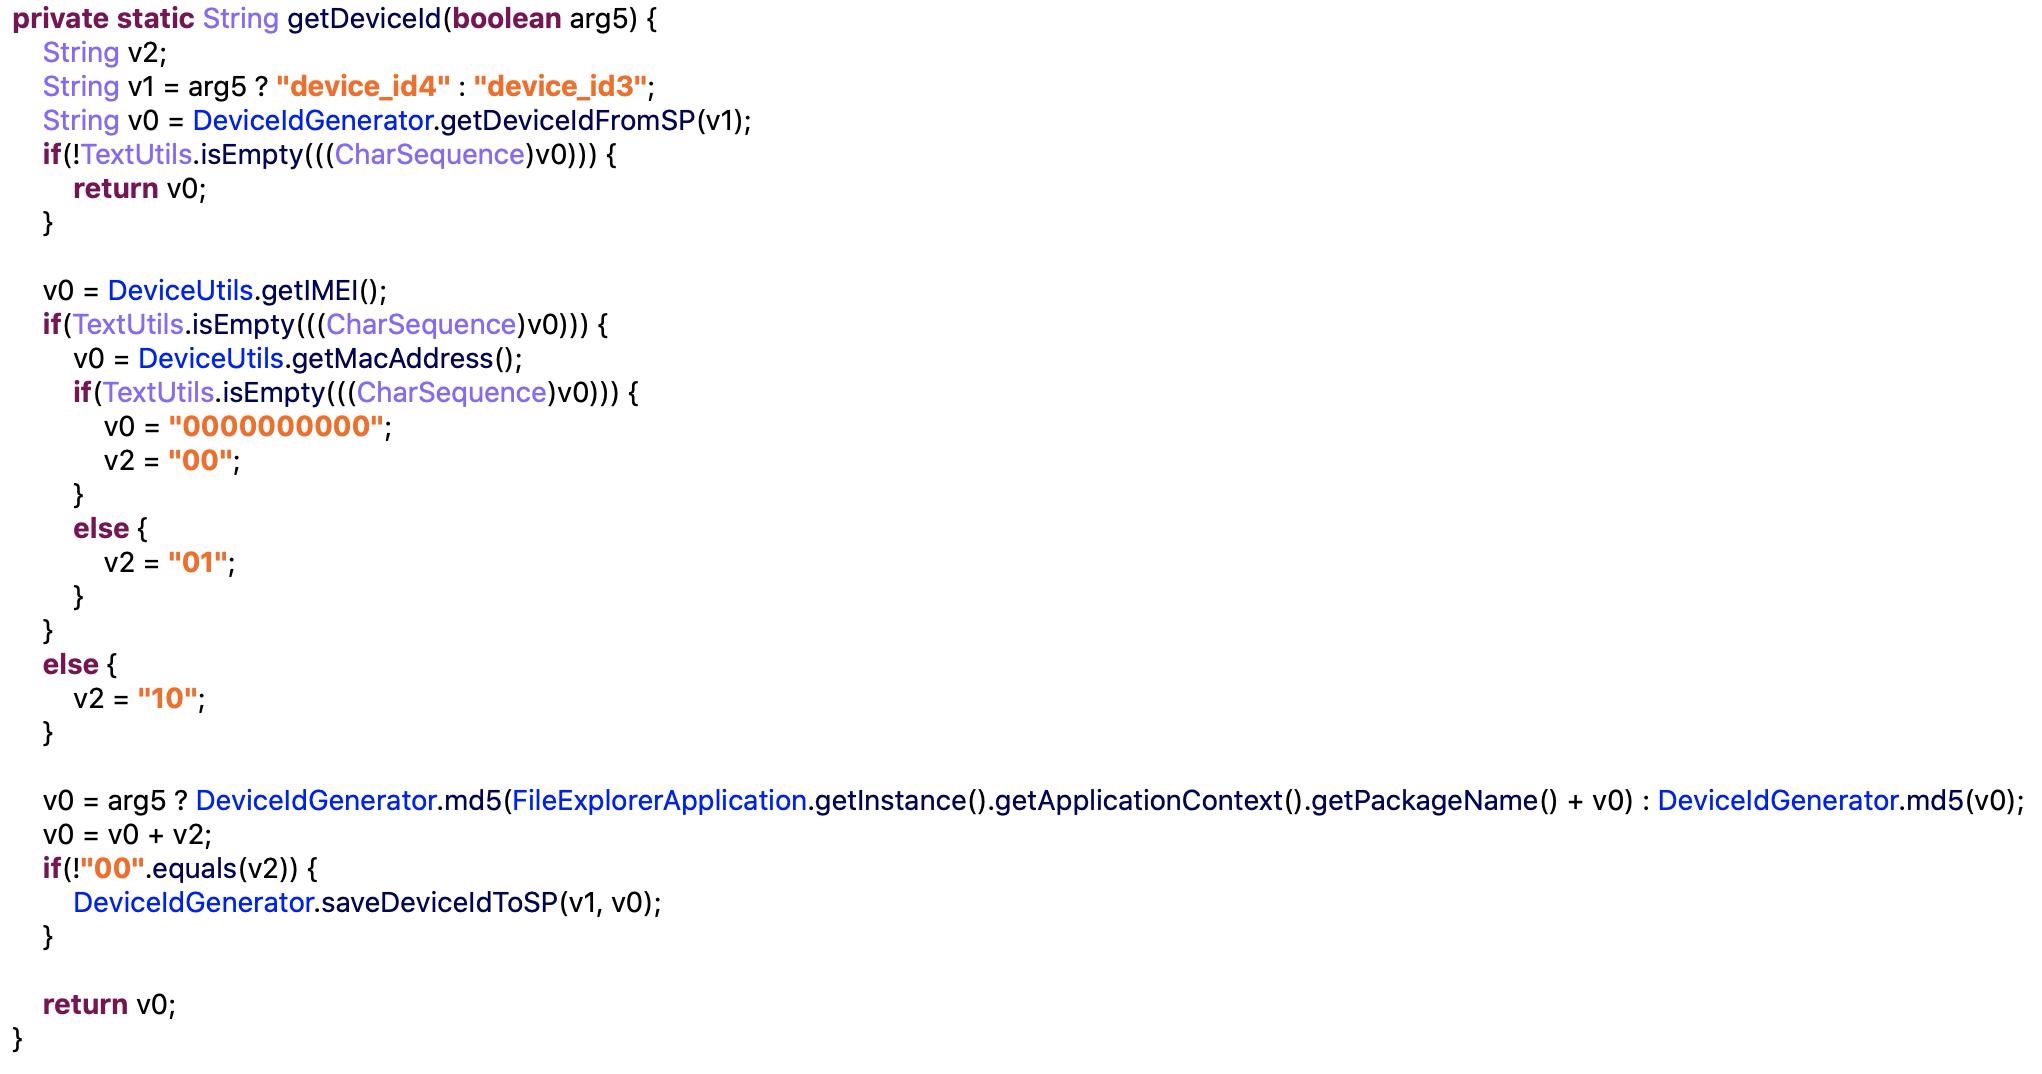 private static String getDeviceId(boolean arg5) {
String v2;
String v1 = arg5 ? "device_id4" : "device_id3";
String v0 = DeviceIdGenerator.getDeviceIdFromSP(v1);
if(!TextUtils.isEmpty(((CharSequence)v0))) {
return v0;
}
v0 = DeviceUtils.getIMEI();
if(TextUtils.isEmpty(((CharSequence)v0))) {
v0 = DeviceUtils.getMacAddress();
if(TextUtils.isEmpty(((CharSequence)v0))) {
v0 = "0000000000";
v2 = "00";
}
else {
v2 = "01";
}
}
else {
v2 = "10";
}
v0 = arg5 ? DeviceIdGenerator.md5(FileExplorerApplication.getInstance().getApplicationContext().getPackageName() + v0) : DeviceIdGenerator.md5(v0);
v0 = v0 + v2;
if(!"00".equals(v2)) {
DeviceIdGenerator.saveDeviceIdToSP(v1, v0);
}
return v0;
}